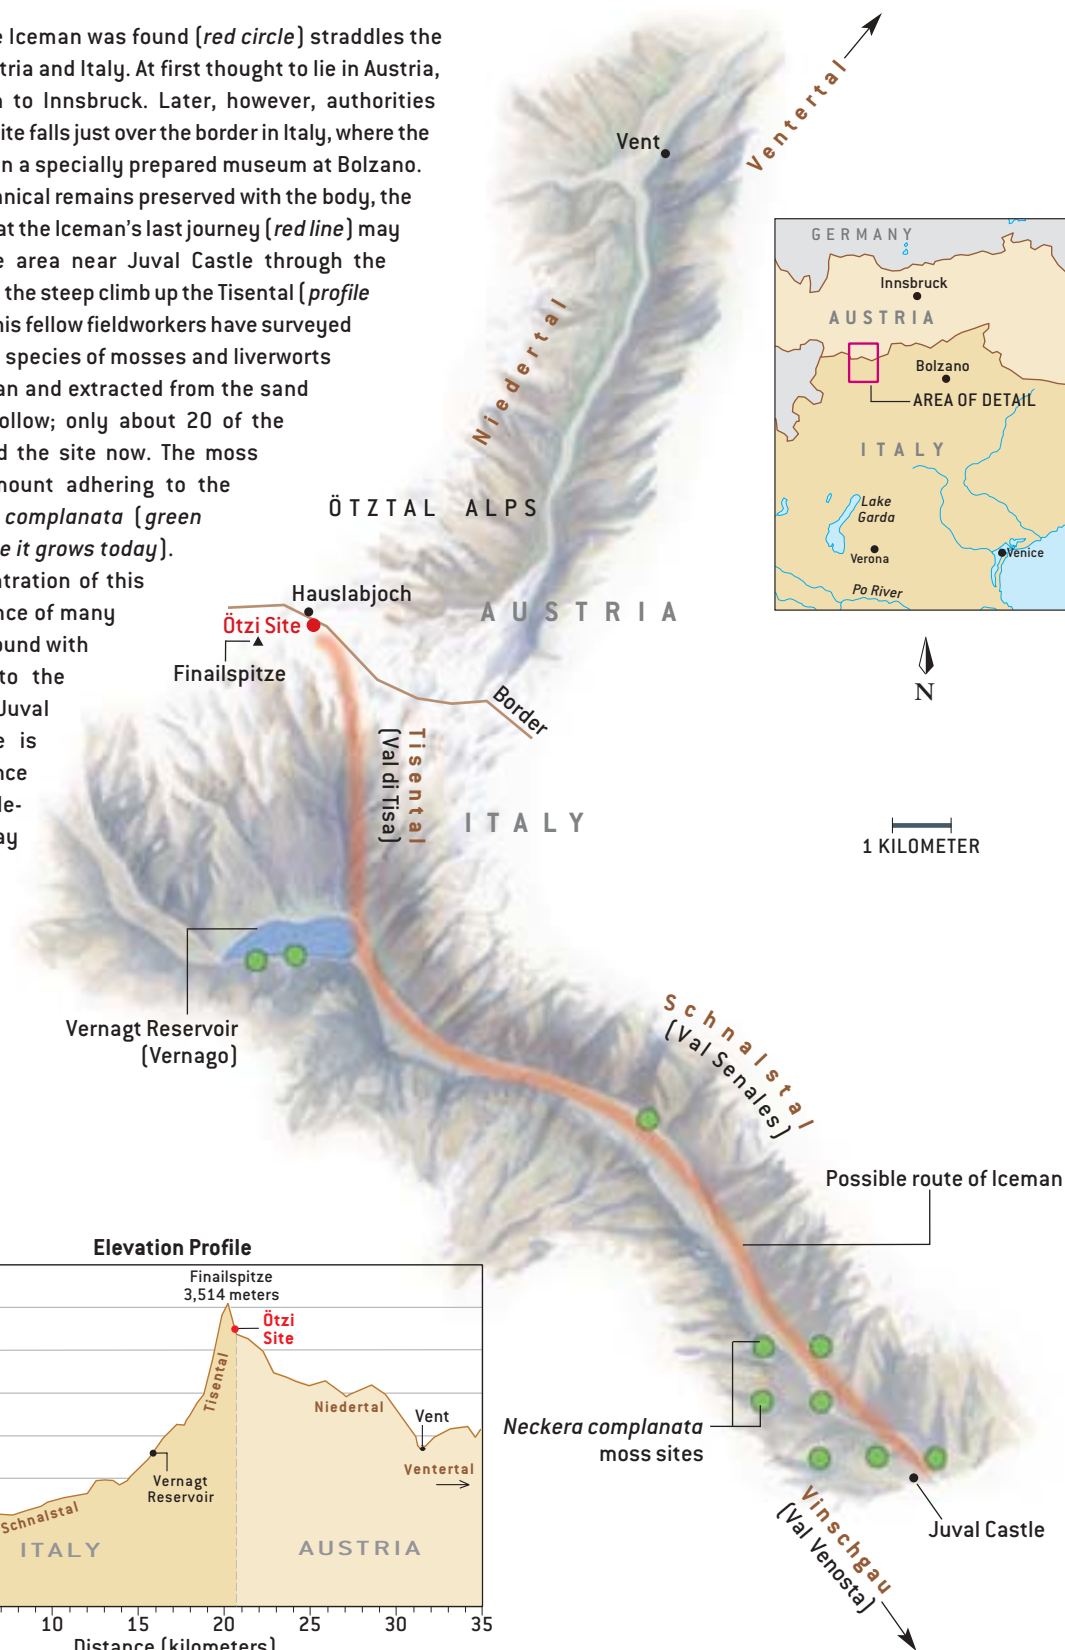 e Iceman was found (red circle) straddles the
tria and Italy. At first thought to lie in Austria,
to Innsbruck. Later, however, authorities
ite falls just over the border in Italy, where the
n a specially prepared museum at Bolzano.
nical remains preserved with the body, the
at the Iceman's last journey (red line) may
e area near Juval Castle through the
the steep climb up the Tisental (profile
his fellow fieldworkers have surveyed
species of mosses and liverworts
an and extracted from the sand
ollow; only about 20 of the
d the site now. The moss
mount adhering to the
complanata (green
e it grows today).
ntration of this
nce of many
ound with
to the
Juval
e is
nce
le-
ay
Vent
Ventertal
Niedertal
ÖTZTAL ALPS
Hauslabjoch
Ötzi Site
Finailspitze
AUSTRIA
Border
Tisental
(Val di Tisa)
ITALY
GERMANY
Innsbruck
AUSTRIA
Bolzano
AREA OF DETAIL
ITALY
Lake
Garda
Verona
Venice
Po River
N
1 KILOMETER
Vernagt Reservoir
(Vernago)
Schnalstal
(Val Senales)
Possible route of Iceman
Neckera complanata
moss sites
Juval Castle
Vinschgau
(Val Venosta)
Elevation Profile
Finailspitze
3,514 meters
Ötzi
Site
Tisental
Niedertal
Vent
Ventertal
Vernagt
Reservoir
Schnalstal
ITALY
AUSTRIA
10 15 20 25 30 35
Distance (kilometers)